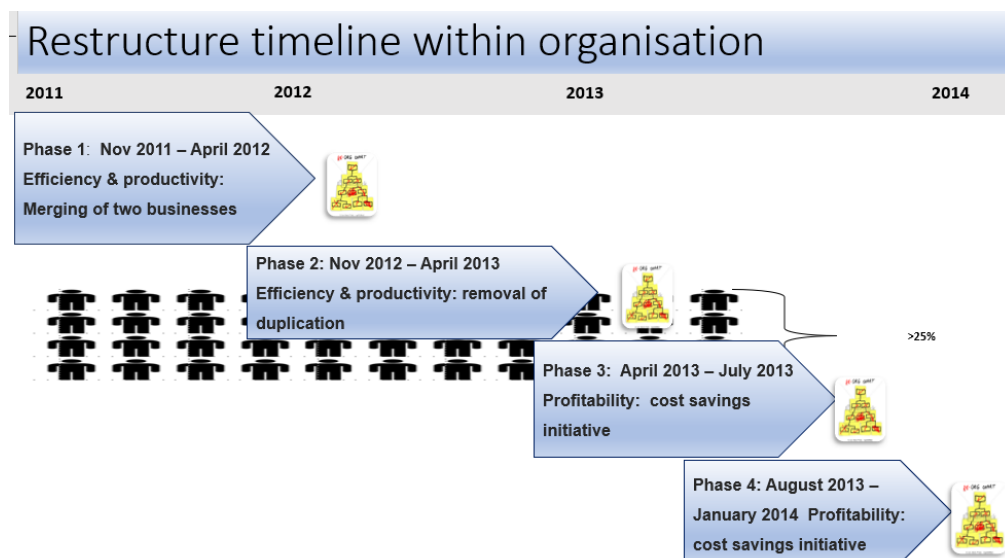 Restructure timeline within organisation
2011 2012 2013 2014
Phase 1: Nov 2011 – April 2012
Efficiency & productivity:
Merging of two businesses
Phase 2: Nov 2012 – April 2013
Efficiency & productivity: removal of
duplication
>25%
Phase 3: April 2013 – July 2013
Profitability: cost savings
initiative
Phase 4: August 2013 –
January 2014 Profitability:
cost savings initiative